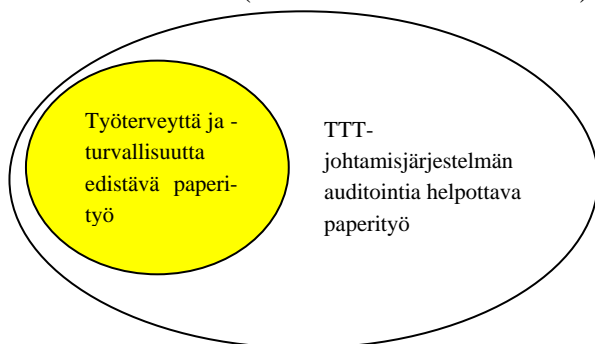 Työterveyttä ja -
turvallisuutta
edistävä paperi-
työ
TTT-
johtamisjärjestelmän
auditointia helpottava
paperityö